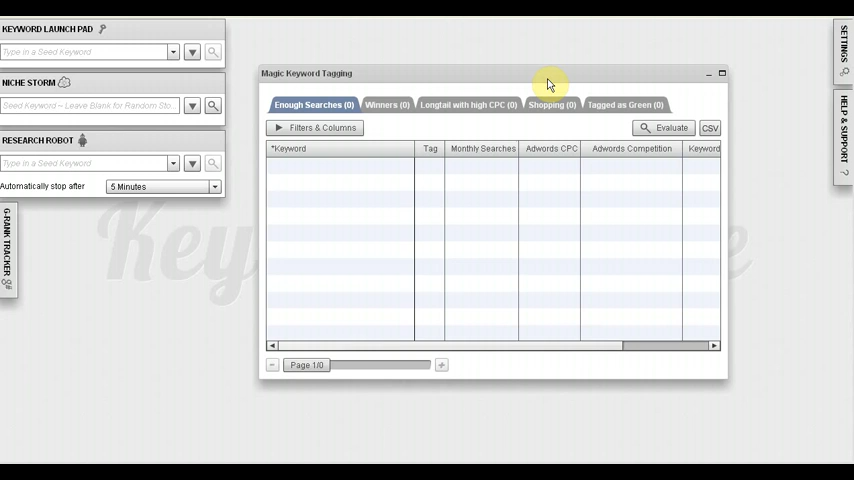 KEYWORD LAUNCH PAD
Type in a Seed Keyword
NICHE STORM
Seed Keyword – Leave Blank for Random Sto...
RESEARCH ROBOT
Type in a Seed Keyword
Automatically stop after
5 Minutes
G-RANK TRACKER
Magic Keyword Tagging
Enough Searches (0)
Winners (0)
Longtail with high CPC (0)
Shopping (0)
Tagged as Green (0)
Filters & Columns
Evaluate
CSV
*Keyword
Tag
Monthly Searches
Adwords CPC
Adwords Competition
Keyword
Page 1/0
SETTINGS
HELP & SUPPORT